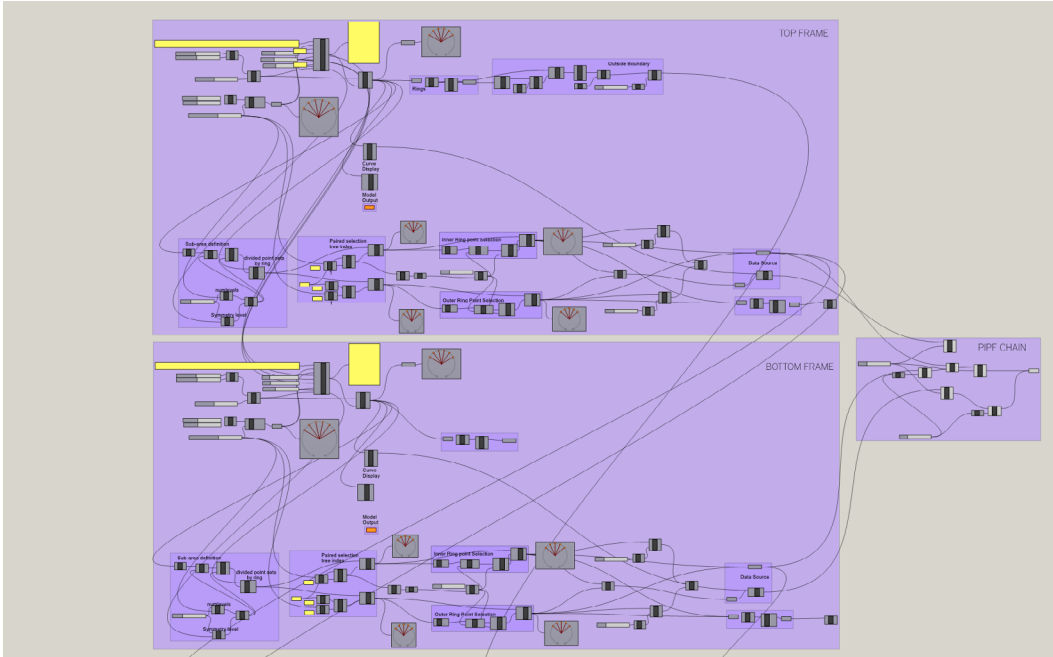 TOP FRAME
Outside Boundary
Rings
Curve
Display
Model
Output
Sub-area definition
divided point sets
by ring
Symmetry level
Paired selection
tree index
Inner Ring point Selection
Outer Ring Point Selection
Data Source
PIPE CHAIN
BOTTOM FRAME
Curve
Display
Model
Output
Sub-area definition
divided point sets
by ring
Symmetry level
Paired selection
tree index
Inner Ring point Selection
Outer Ring Point Selection
Data Source